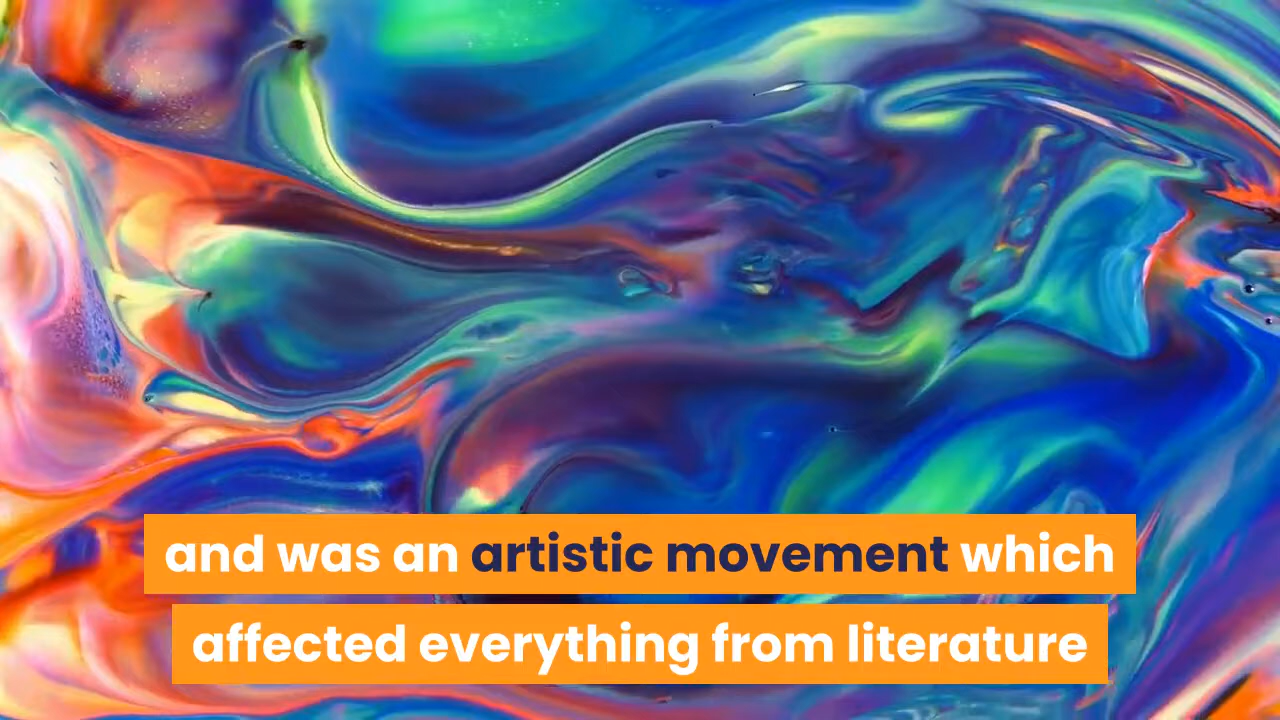 and was an artistic movement which
affected everything from literature